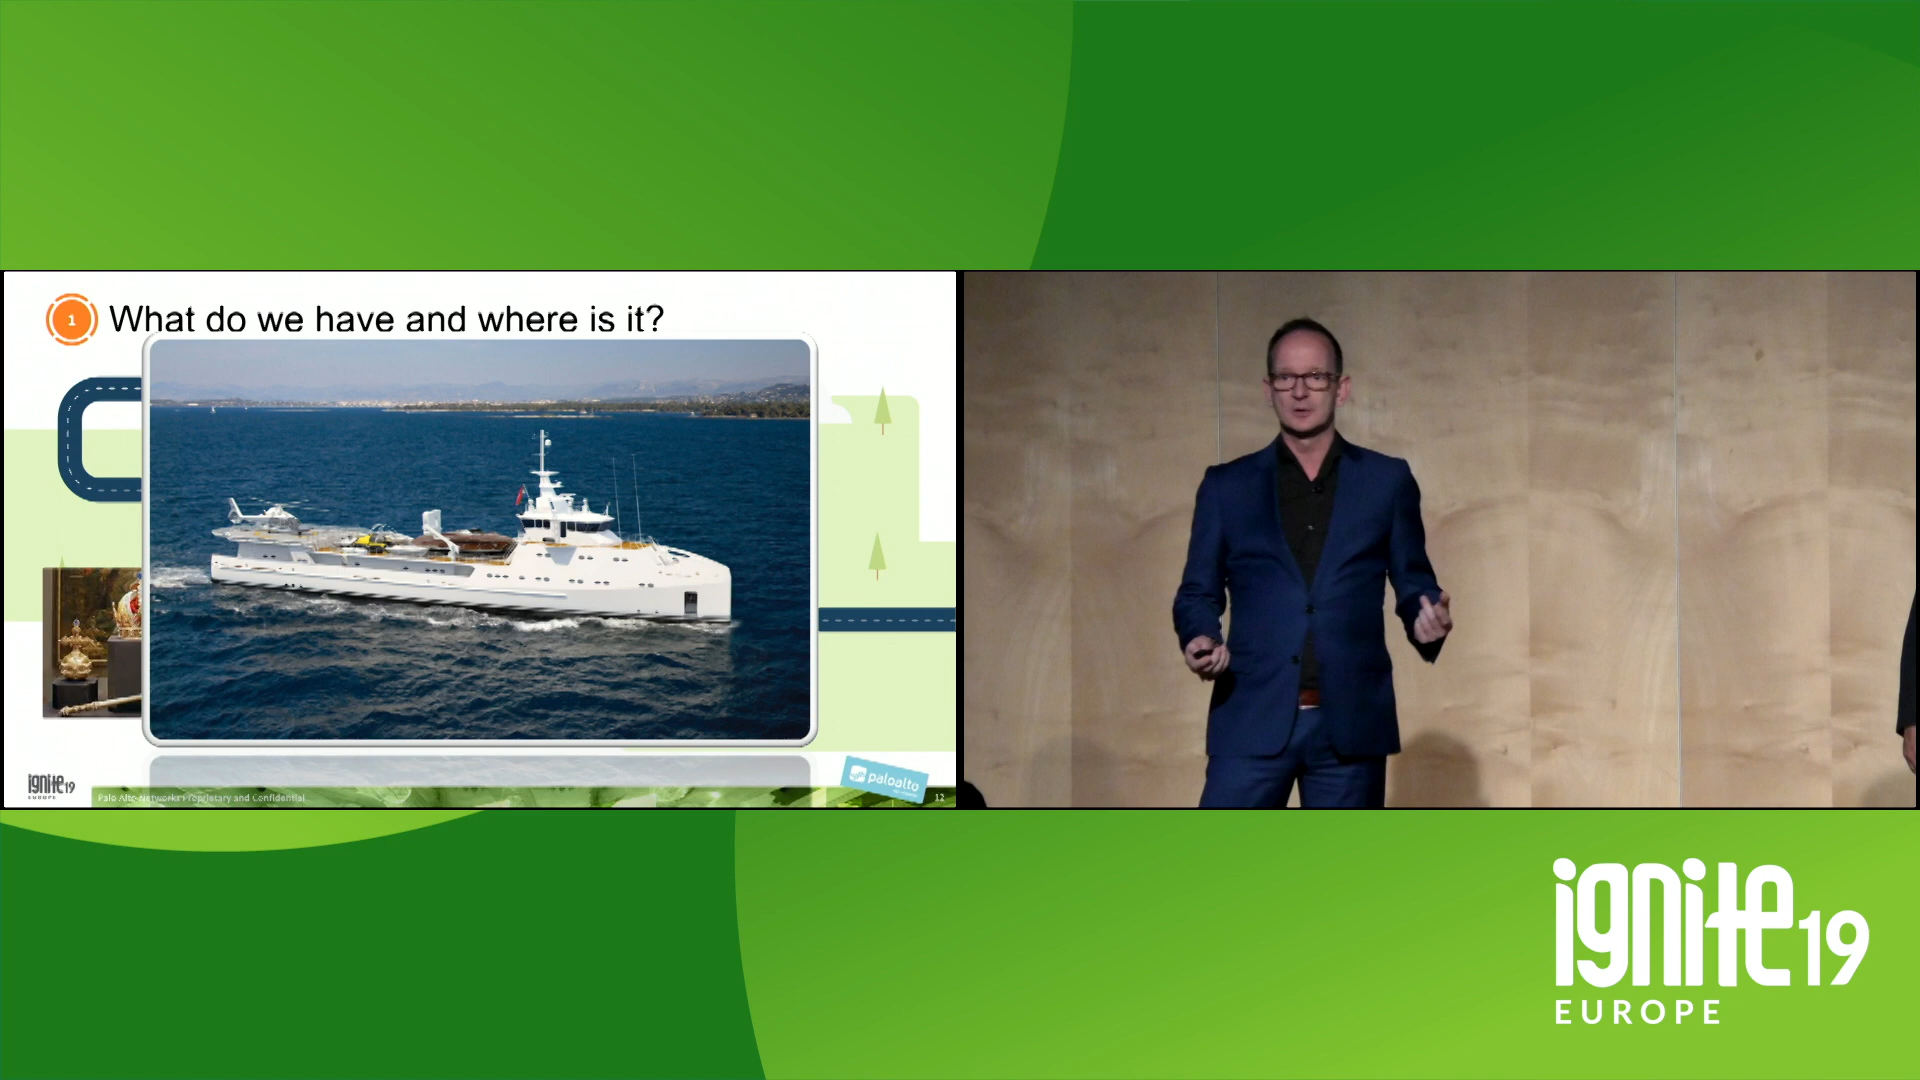 1
What do we have and where is it?
ignite19
EUROPE
Palo Alto Networks Proprietary and Confidential
paloalto
12
ignite19
EUROPE